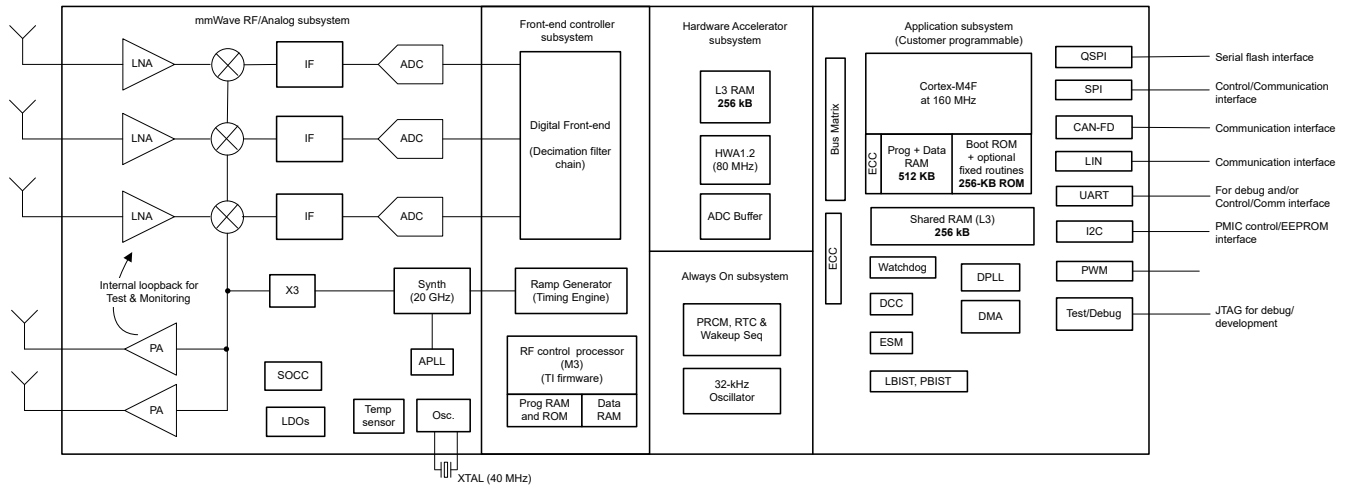 mmWave RF/Analog subsystem
LNA
IF
ADC
LNA
IF
ADC
LNA
IF
ADC
Internal loopback for
Test & Monitoring
X3
Synth
(20 GHz)
PA
APLL
SOCC
PA
LDOs
Temp
sensor
Osc.
XTAL (40 MHz)
Front-end controller
subsystem
Digital Front-end
(Decimation filter
chain)
Ramp Generator
(Timing Engine)
RF control processor
(M3)
(TI firmware)
Prog RAM
and ROM
Data
RAM
Hardware Accelerator
subsystem
L3 RAM
256 kB
HWA1.2
(80 MHz)
ADC Buffer
Always On subsystem
PRCM, RTC &
Wakeup Seq
32-kHz
Oscillator
Application subsystem
(Customer programmable)
Bus Matrix
Cortex-M4F
at 160 MHz
ECC
Prog + Data
RAM
512 KB
Boot ROM
+ optional
fixed routines
256-KB ROM
ECC
Shared RAM (L3)
256 kB
Watchdog
DPLL
DCC
DMA
ESM
LBIST, PBIST
QSPI
Serial flash interface
SPI
Control/Communication
interface
CAN-FD
Communication interface
LIN
Communication interface
UART
For debug and/or
Control/Comm interface
I2C
PMIC control/EEPROM
interface
PWM
Test/Debug
JTAG for debug/
development